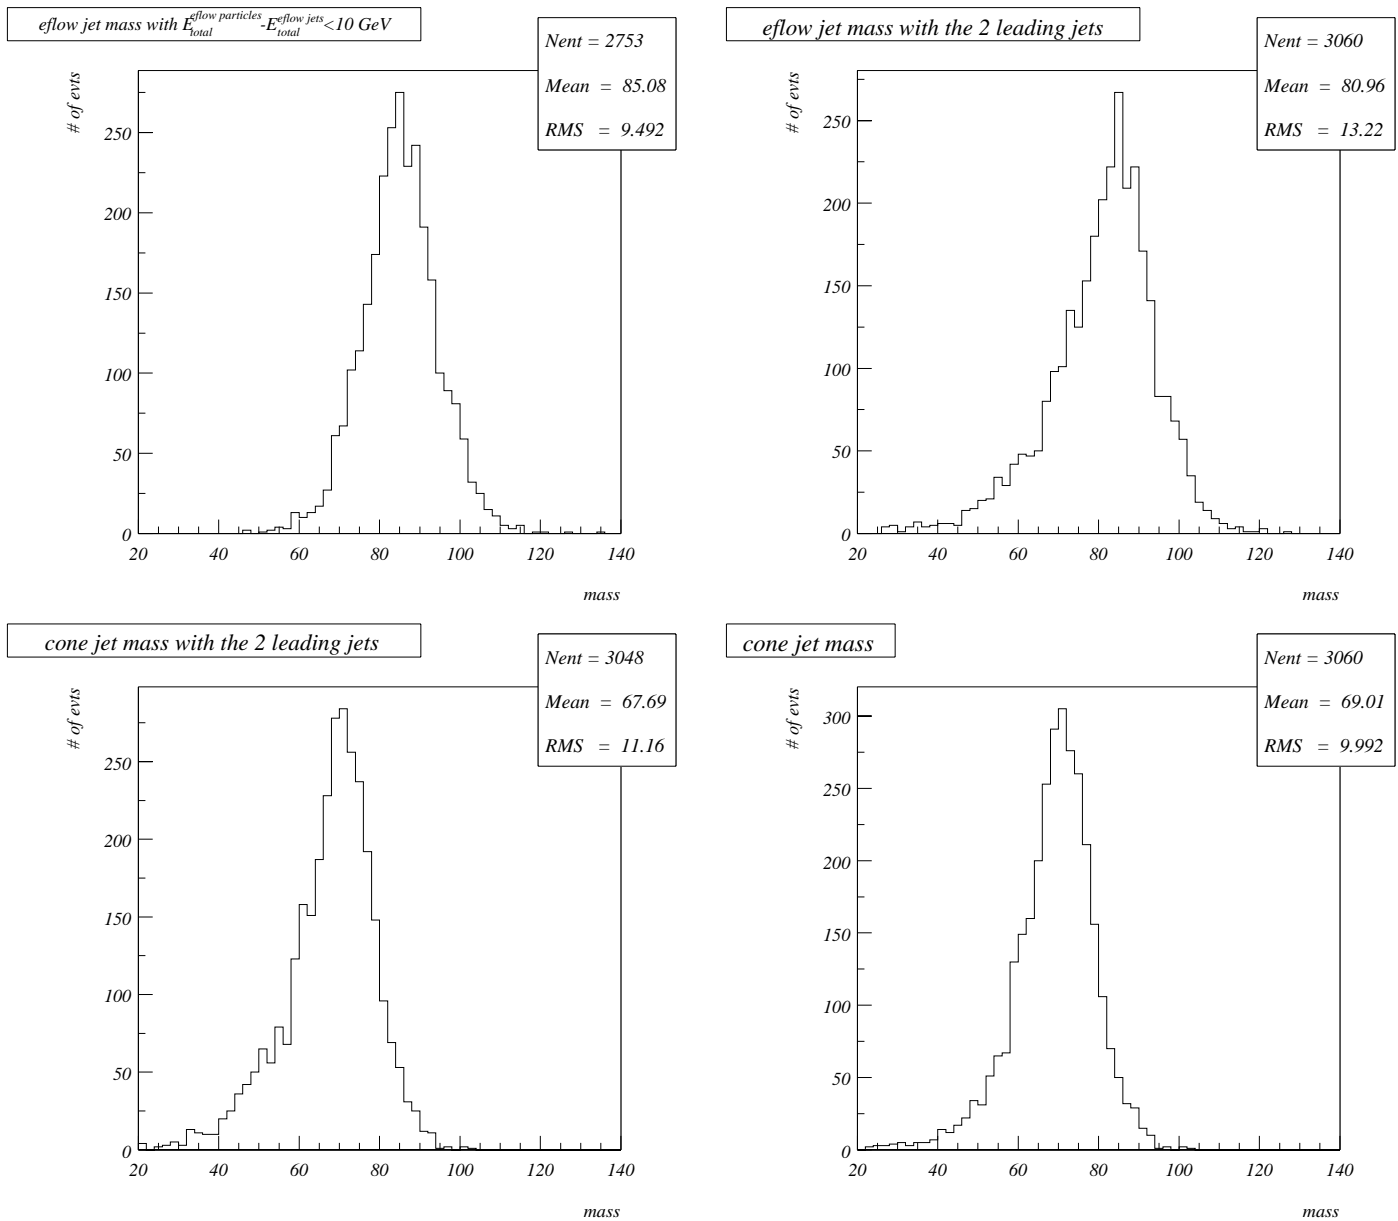 eflow jet mass with E_total^eflow particles-E_total^eflow jets<10 GeV
Nent = 2753
Mean = 85.08
RMS = 9.492
# of evts
250
200
150
100
50
0
20 40 60 80 100 120 140
mass
eflow jet mass with the 2 leading jets
Nent = 3060
Mean = 80.96
RMS = 13.22
# of evts
250
200
150
100
50
0
20 40 60 80 100 120 140
mass
cone jet mass with the 2 leading jets
Nent = 3048
Mean = 67.69
RMS = 11.16
# of evts
250
200
150
100
50
0
20 40 60 80 100 120 140
mass
cone jet mass
Nent = 3060
Mean = 69.01
RMS = 9.992
# of evts
300
250
200
150
100
50
0
20 40 60 80 100 120 140
mass